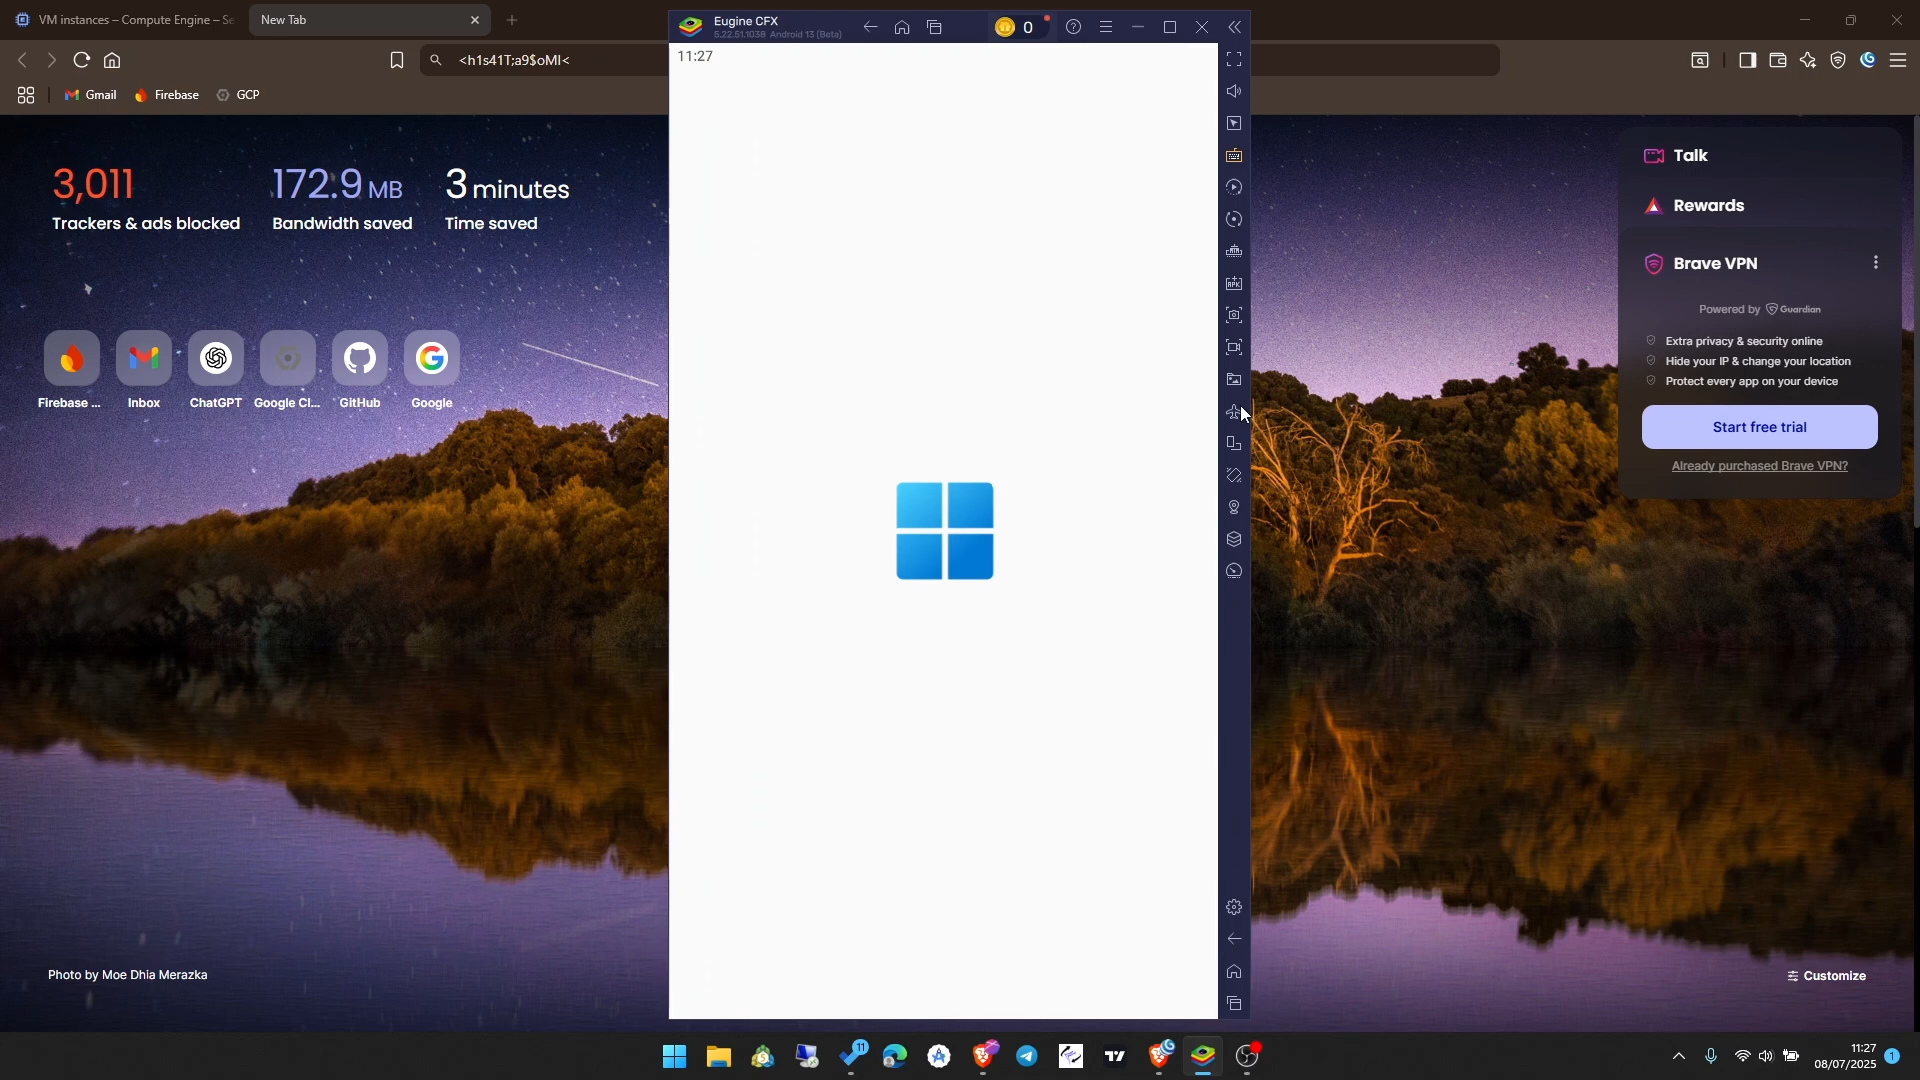 VM instances – Compute Engine – Se
New Tab
<h1s41T;a9$oMl<
Gmail
Firebase
GCP
3,011
Trackers & ads blocked
172.9 MB
Bandwidth saved
3 minutes
Time saved
Firebase ...
Inbox
ChatGPT
Google Cl...
GitHub
Google
Photo by Moe Dhia Merazka
Eugine CFX
5.22.51.1038 Android 13 (Beta)
0
11:27
APK
Talk
Rewards
Brave VPN
Powered by Guardian
Extra privacy & security online
Hide your IP & change your location
Protect every app on your device
Start free trial
Already purchased Brave VPN?
Customize
11
11:27
08/07/2025
1